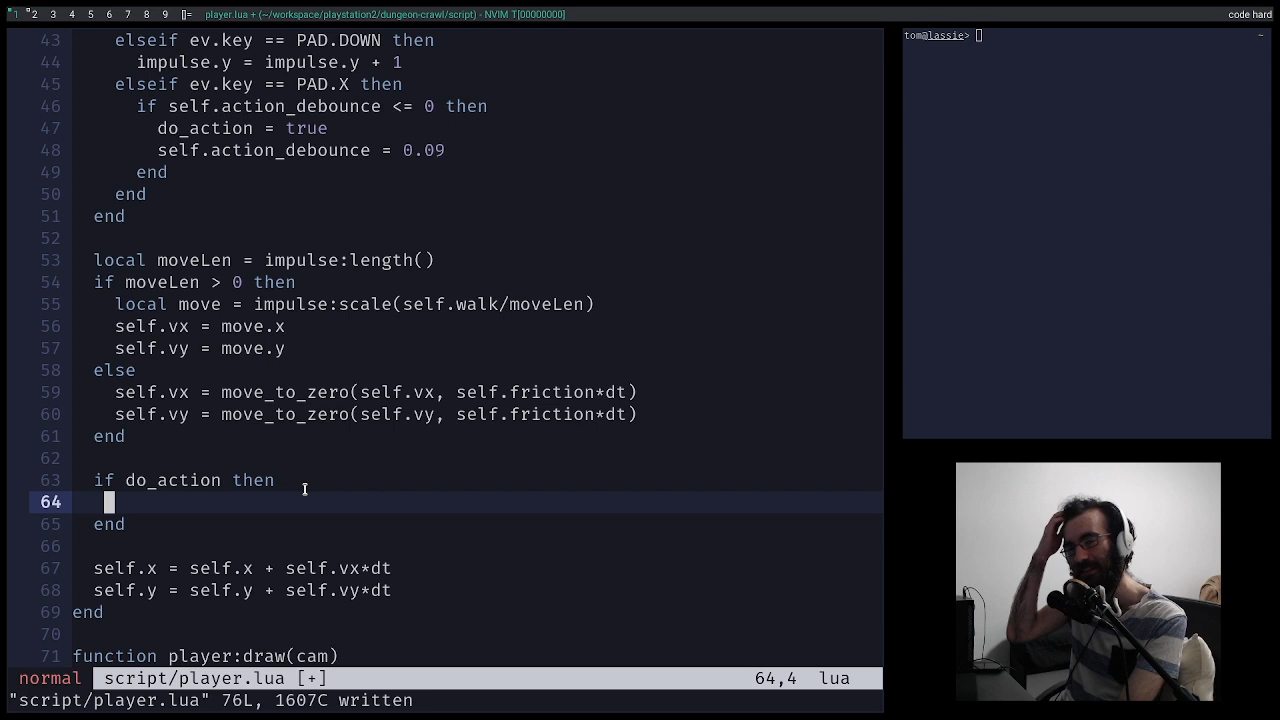 1 2 3 4 5 6 7 8 9 []= player.lua + (~/workspace/playstation2/dungeon-crawl/script) - NVIM T[00000000] code hard
43 elseif ev.key == PAD.DOWN then
44 impulse.y = impulse.y + 1
45 elseif ev.key == PAD.X then
46 if self.action_debounce <= 0 then
47 do_action = true
48 self.action_debounce = 0.09
49 end
50 end
51 end
52
53 local moveLen = impulse:length()
54 if moveLen > 0 then
55 local move = impulse:scale(self.walk/moveLen)
56 self.vx = move.x
57 self.vy = move.y
58 else
59 self.vx = move_to_zero(self.vx, self.friction*dt)
60 self.vy = move_to_zero(self.vy, self.friction*dt)
61 end
62
63 if do_action then
64
65 end
66
67 self.x = self.x + self.vx*dt
68 self.y = self.y + self.vy*dt
69 end
70
71 function player:draw(cam)
normal script/player.lua [+] 64,4 lua
"script/player.lua" 76L, 1607C written
tom@lassie> ~